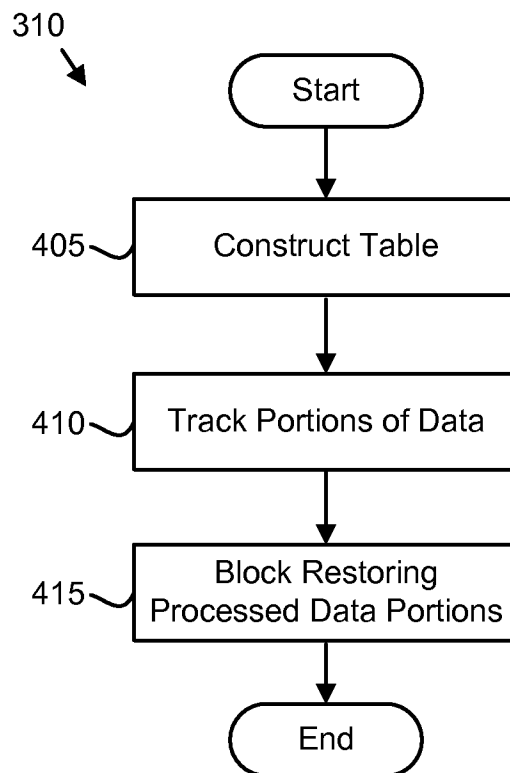 310
Start
405
Construct Table
410
Track Portions of Data
415
Block Restoring
Processed Data Portions
End